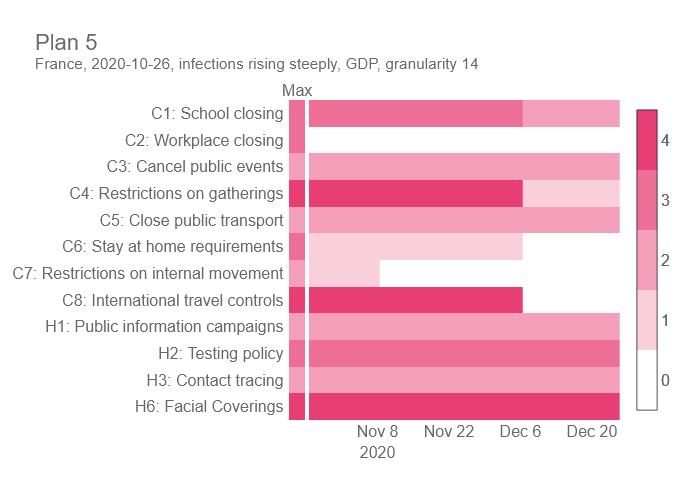 Plan 5
France, 2020-10-26, infections rising steeply, GDP, granularity 14
Max
C1: School closing
C2: Workplace closing
C3: Cancel public events
C4: Restrictions on gatherings
C5: Close public transport
C6: Stay at home requirements
C7: Restrictions on internal movement
C8: International travel controls
H1: Public information campaigns
H2: Testing policy
H3: Contact tracing
H6: Facial Coverings
Nov 8 Nov 22 Dec 6 Dec 20
2020
4
3
2
1
0